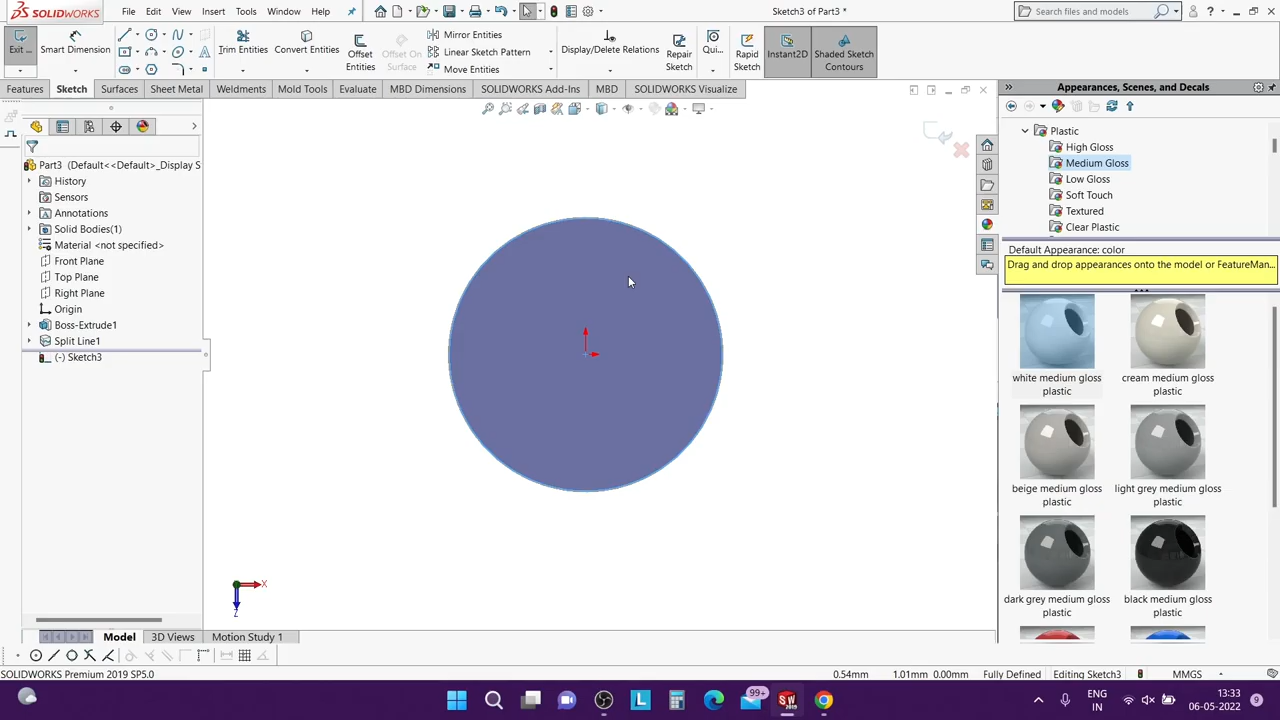 SOLIDWORKS File Edit View Insert Tools Window Help Sketch3 of Part3 * Search files and models
Exit ... Smart Dimension Trim Entities Convert Entities Offset Entities Offset On Surface Mirror Entities Linear Sketch Pattern Move Entities Display/Delete Relations Repair Sketch Qui... Rapid Sketch Instant2D Shaded Sketch Contours
Features Sketch Surfaces Sheet Metal Weldments Mold Tools Evaluate MBD Dimensions SOLIDWORKS Add-Ins MBD SOLIDWORKS Visualize
Appearances, Scenes, and Decals
Part3 (Default<<Default>_Display S
History
Sensors
Annotations
Solid Bodies(1)
Material <not specified>
Front Plane
Top Plane
Right Plane
Origin
Boss-Extrude1
Split Line1
(-) Sketch3
X
Z
Plastic
High Gloss
Medium Gloss
Low Gloss
Soft Touch
Textured
Clear Plastic
Default Appearance: color
Drag and drop appearances onto the model or FeatureMan...
white medium gloss plastic
cream medium gloss plastic
beige medium gloss plastic
light grey medium gloss plastic
dark grey medium gloss plastic
black medium gloss plastic
Model 3D Views Motion Study 1
SOLIDWORKS Premium 2019 SP5.0 0.54mm 1.01mm 0.00mm Fully Defined Editing Sketch3 MMGS
99+ SW 2019 L ENG IN 13:33 06-05-2022 9